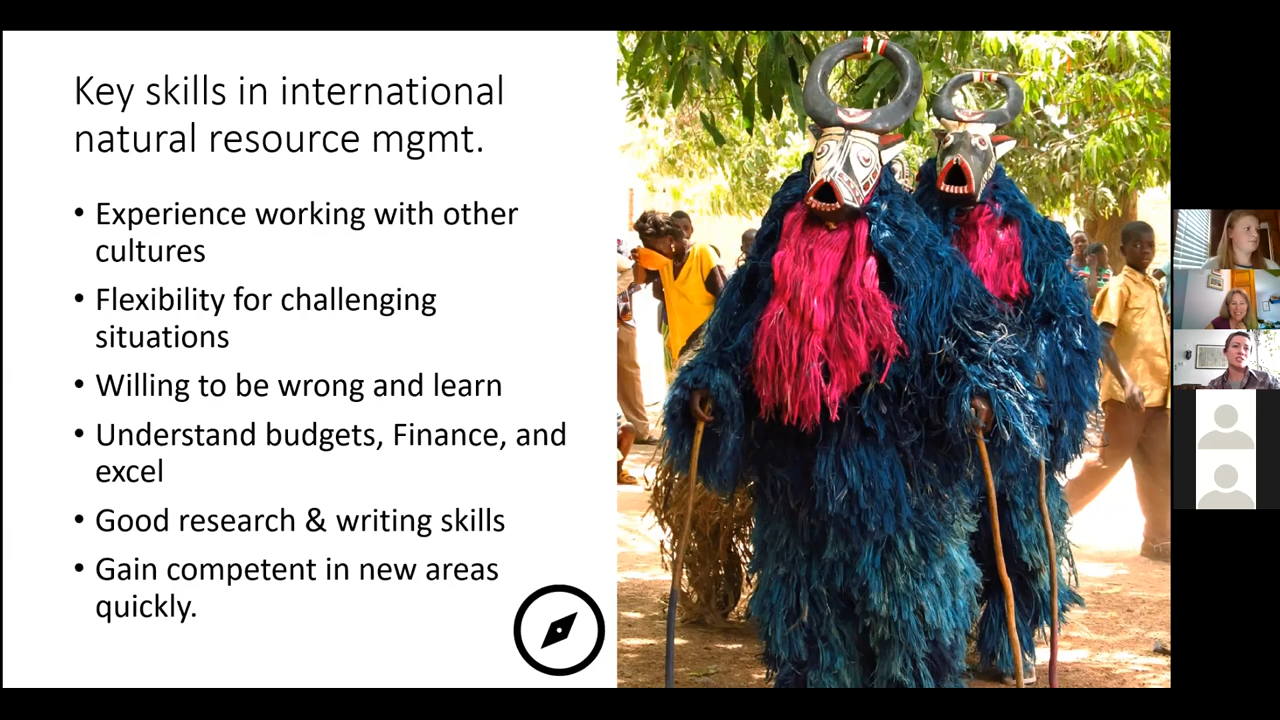 Key skills in international
natural resource mgmt.
• Experience working with other
cultures
• Flexibility for challenging
situations
• Willing to be wrong and learn
• Understand budgets, Finance, and
excel
• Good research & writing skills
• Gain competent in new areas
quickly.